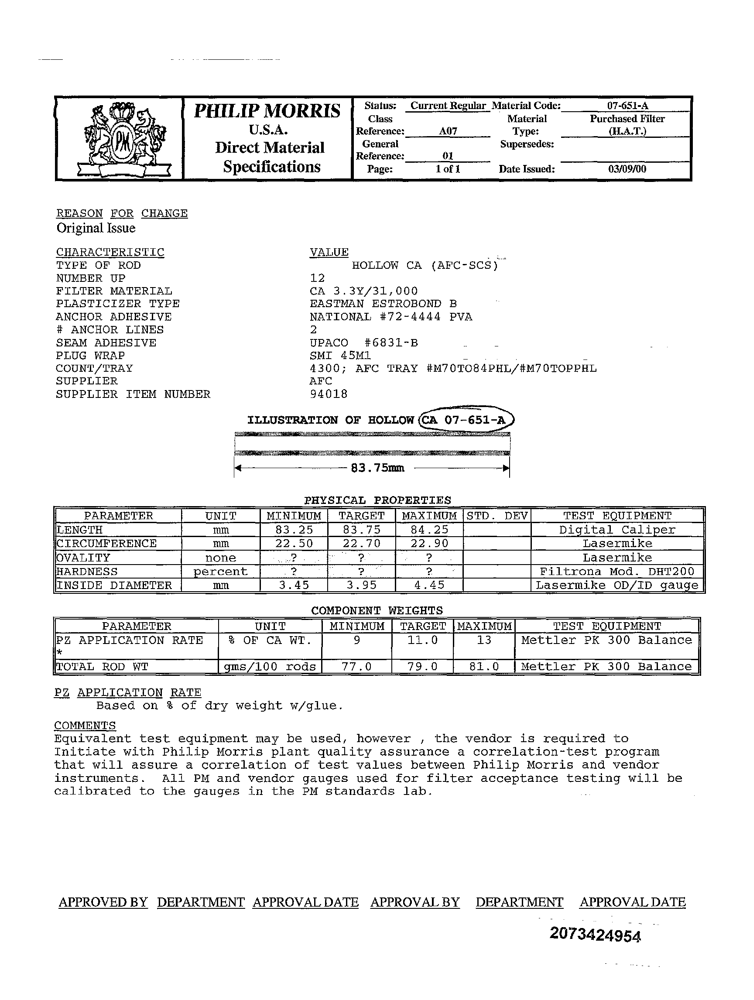 PM
PHILIP MORRIS
U.S.A.
Direct Material
Specifications
Status: Current Regular Material Code: 07-651-A
Class Reference: A07 Material Type: Purchased Filter (H.A.T.)
General Reference: 01 Supersedes:
Page: 1 of 1 Date Issued: 03/09/00
REASON FOR CHANGE
Original Issue
CHARACTERISTIC VALUE
TYPE OF ROD HOLLOW CA (AFC-SCS)
NUMBER UP 12
FILTER MATERIAL CA 3.3Y/31,000
PLASTICIZER TYPE EASTMAN ESTROBOND B
ANCHOR ADHESIVE NATIONAL #72-4444 PVA
# ANCHOR LINES 2
SEAM ADHESIVE UPACO #6831-B
PLUG WRAP SMI 45M1
COUNT/TRAY 4300; AFC TRAY #M70TO84PHL/#M70TOPPHL
SUPPLIER AFC
SUPPLIER ITEM NUMBER 94018
ILLUSTRATION OF HOLLOW CA 07-651-A
83.75mm
PHYSICAL PROPERTIES
PARAMETER UNIT MINIMUM TARGET MAXIMUM STD. DEV TEST EQUIPMENT
LENGTH mm 83.25 83.75 84.25 Digital Caliper
CIRCUMFERENCE mm 22.50 22.70 22.90 Lasermike
OVALITY none ? ? ? Lasermike
HARDNESS percent ? ? ? Filtrona Mod. DHT200
INSIDE DIAMETER mm 3.45 3.95 4.45 Lasermike OD/ID gauge
COMPONENT WEIGHTS
PARAMETER UNIT MINIMUM TARGET MAXIMUM TEST EQUIPMENT
PZ APPLICATION RATE % OF CA WT. 9 11.0 13 Mettler PK 300 Balance
*
TOTAL ROD WT gms/100 rods 77.0 79.0 81.0 Mettler PK 300 Balance
PZ APPLICATION RATE
Based on % of dry weight w/glue.
COMMENTS
Equivalent test equipment may be used, however , the vendor is required to
Initiate with Philip Morris plant quality assurance a correlation-test program
that will assure a correlation of test values between Philip Morris and vendor
instruments. All PM and vendor gauges used for filter acceptance testing will be
calibrated to the gauges in the PM standards lab.
APPROVED BY DEPARTMENT APPROVAL DATE APPROVAL BY DEPARTMENT APPROVAL DATE
2073424954